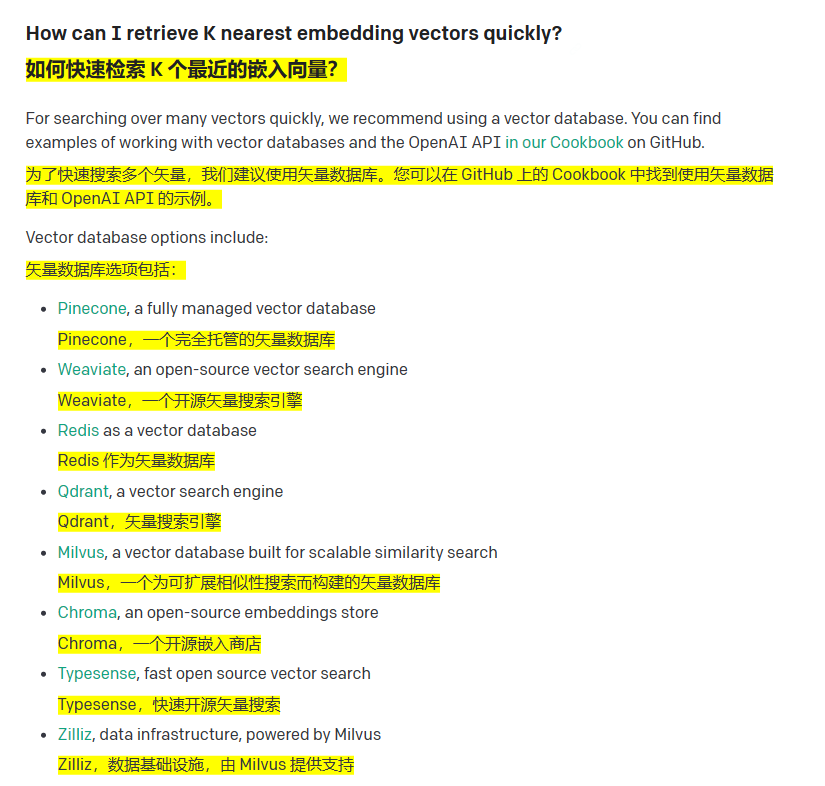 How can I retrieve K nearest embedding vectors quickly?
如何快速检索 K 个最近的嵌入向量？
For searching over many vectors quickly, we recommend using a vector database. You can find
examples of working with vector databases and the OpenAI API in our Cookbook on GitHub.
为了快速搜索多个矢量，我们建议使用矢量数据库。您可以在 GitHub 上的 Cookbook 中找到使用矢量数据
库和 OpenAI API 的示例。
Vector database options include:
矢量数据库选项包括：
• Pinecone, a fully managed vector database
Pinecone，一个完全托管的矢量数据库
• Weaviate, an open-source vector search engine
Weaviate，一个开源矢量搜索引擎
• Redis as a vector database
Redis 作为矢量数据库
• Qdrant, a vector search engine
Qdrant，矢量搜索引擎
• Milvus, a vector database built for scalable similarity search
Milvus，一个为可扩展相似性搜索而构建的矢量数据库
• Chroma, an open-source embeddings store
Chroma，一个开源嵌入商店
• Typesense, fast open source vector search
Typesense，快速开源矢量搜索
• Zilliz, data infrastructure, powered by Milvus
Zilliz，数据基础设施，由 Milvus 提供支持